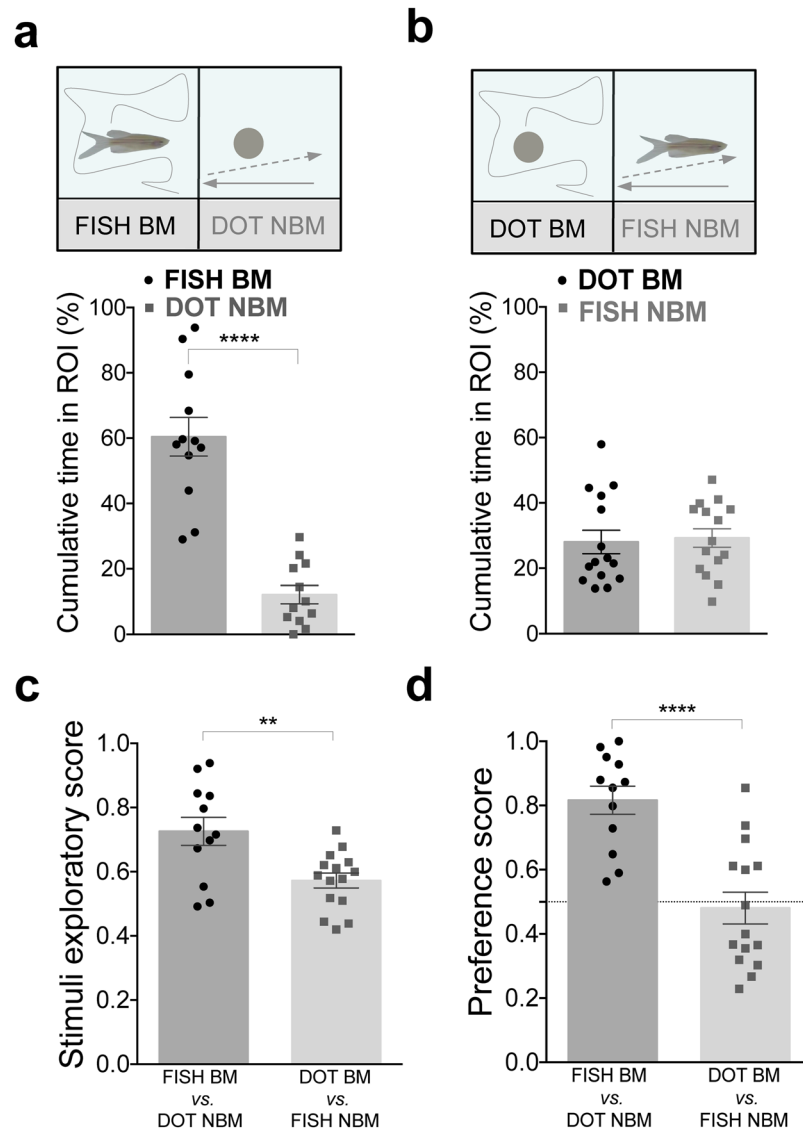 a
FISH BM DOT NBM
FISH BM
DOT NBM
Cumulative time in ROI (%)
100
80
60
40
20
0
****
b
DOT BM FISH NBM
DOT BM
FISH NBM
Cumulative time in ROI (%)
100
80
60
40
20
0
c
Stimuli exploratory score
1.0
0.8
0.6
0.4
0.2
0.0
**
FISH BM
vs.
DOT NBM
DOT BM
vs.
FISH NBM
d
Preference score
1.0
0.8
0.6
0.4
0.2
0.0
****
FISH BM
vs.
DOT NBM
DOT BM
vs.
FISH NBM